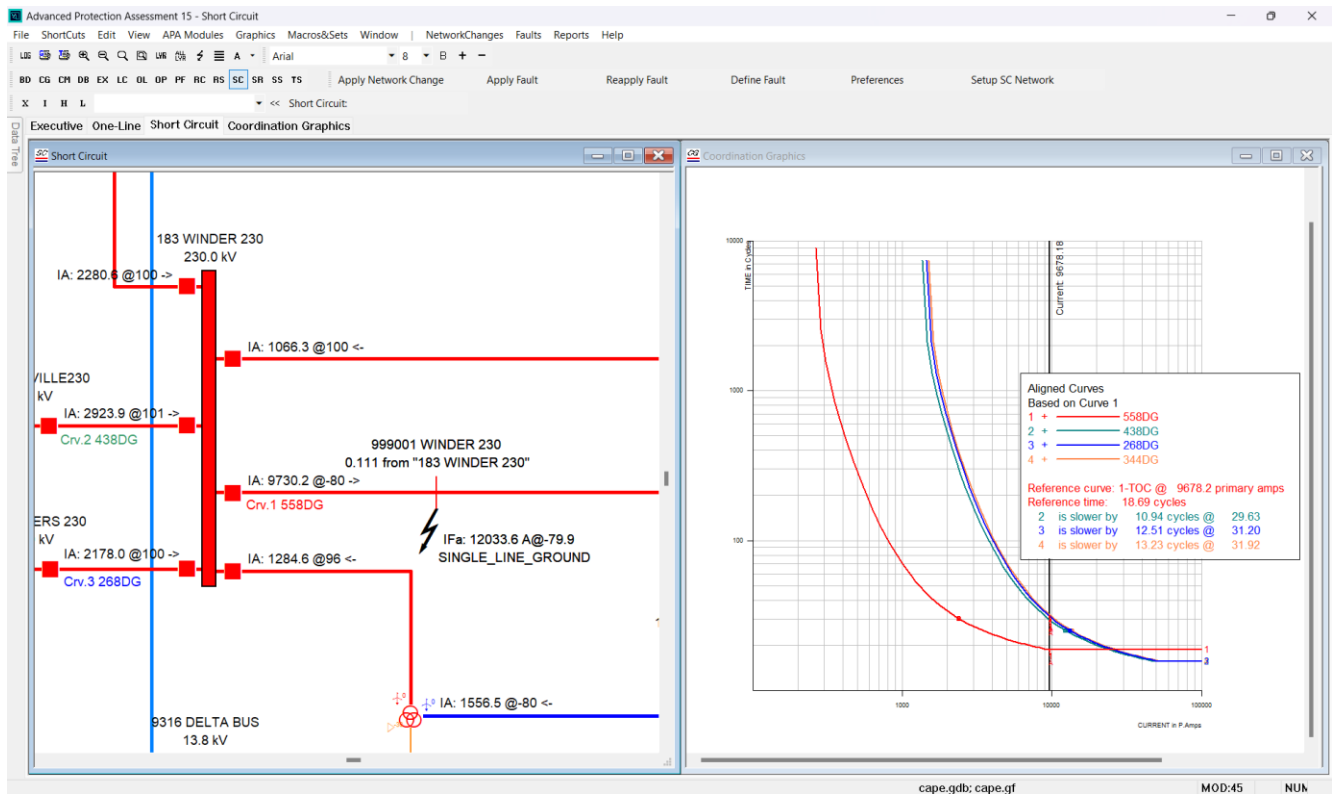 Advanced Protection Assessment 15 - Short Circuit
File ShortCuts Edit View APA Modules Graphics Macros&Sets Window | NetworkChanges Faults Reports Help
LOG A Arial 8 B + −
BD CG CM DB EX LC OL OP PF RC RS SC SR SS TS Apply Network Change Apply Fault Reapply Fault Define Fault Preferences Setup SC Network
X I H L << Short Circuit:
Executive One-Line Short Circuit Coordination Graphics
Data Tree
SC Short Circuit
183 WINDER 230
230.0 kV
IA: 2280.6 @100 ->
IA: 1066.3 @100 <-
VILLE230
kV
IA: 2923.9 @101 ->
Crv.2 438DG
999001 WINDER 230
0.111 from "183 WINDER 230"
IA: 9730.2 @-80 ->
Crv.1 558DG
ERS 230
kV
IFa: 12033.6 A@-79.9
SINGLE_LINE_GROUND
IA: 2178.0 @100 ->
Crv.3 268DG
IA: 1284.6 @96 <-
IA: 1556.5 @-80 <-
9316 DELTA BUS
13.8 kV
CG Coordination Graphics
TIME in Cycles
10000
1000
100
Current: 9678.18
Aligned Curves
Based on Curve 1
1 + 558DG
2 + 438DG
3 + 268DG
4 + 344DG
Reference curve: 1-TOC @ 9678.2 primary amps
Reference time: 18.69 cycles
2 is slower by 10.94 cycles @ 29.63
3 is slower by 12.51 cycles @ 31.20
4 is slower by 13.23 cycles @ 31.92
1
3
1000 10000 100000
CURRENT in P.Amps
cape.gdb; cape.gf MOD:45 NUM